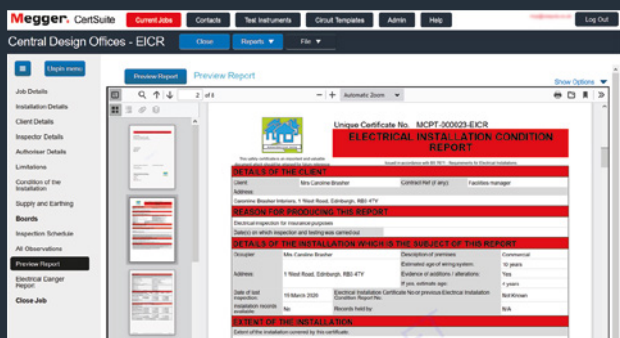 Megger. CertSuite
Current Jobs
Contacts
Test Instruments
Circuit Templates
Admin
Help
Log Out
Central Design Offices - EICR
Close
Reports
File
Unpin menu
Preview Report
Preview Report
Show Options
Job Details
Installation Details
Client Details
Inspector Details
Authoriser Details
Limitations
Condition of the Installation
Supply and Earthing
Boards
Inspection Schedule
All Observations
Preview Report
Electrical Danger Report
Close Job
2 of 8
Automatic Zoom
Unique Certificate No. MCPT-000023-EICR
ELECTRICAL INSTALLATION CONDITION
REPORT
This safety certificate an important and valuable
DETAILS OF THE CLIENT
Client Mrs Caroline Brasher Contract Ref (if any): Facilities manager
Address:
Caroline Brasher Interiors, 1 West Road, Edinburgh, RB3 4TY
REASON FOR PRODUCING THIS REPORT
Electrical inspection for insurance purposes
Date(s) on which inspection and testing was carried out
DETAILS OF THE INSTALLATION WHICH IS THE SUBJECT OF THIS REPORT
Occupier Mrs Caroline Brasher Description of premises Commercial
Estimated age of wiring system:
years
Address: 1 West Road, Edinburgh, RB3 4TY Evidence of additions / alterations: Yes
If yes, estimate age: years
Date of last inspection: 19 March 2020 Electrical Installation Certificate No or previous Electrical Installation Condition Report No: Not Known
Installation records available: No Records held by: N/A
EXTENT OF THE INSTALLATION
Extent of the installation covered by this certificate: